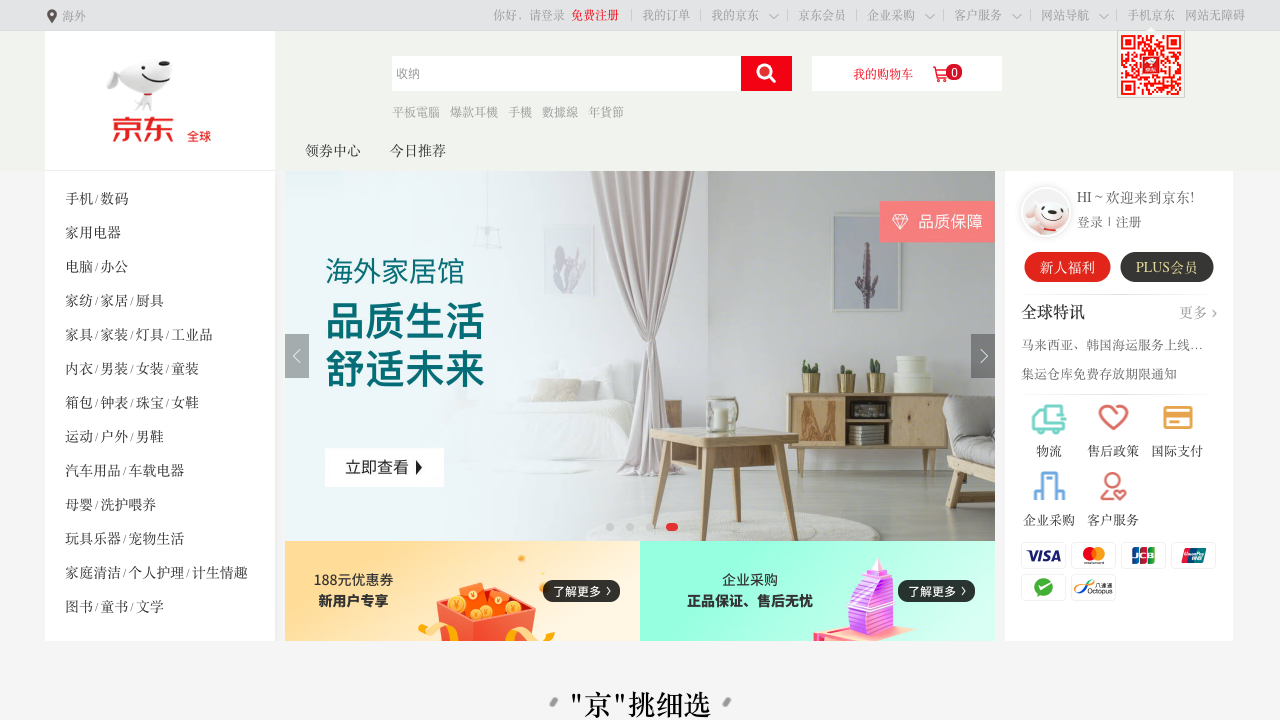 海外
你好，请登录 免费注册 我的订单 我的京东 京东会员 企业采购 客户服务 网站导航 手机京东 网站无障碍
京东 全球
收纳
我的购物车 0
平板電腦 爆款耳機 手機 數據線 年貨節
领券中心 今日推荐
手机/数码
家用电器
电脑/办公
家纺/家居/厨具
家具/家装/灯具/工业品
内衣/男装/女装/童装
箱包/钟表/珠宝/女鞋
运动/户外/男鞋
汽车用品/车载电器
母婴/洗护喂养
玩具乐器/宠物生活
家庭清洁/个人护理/计生情趣
图书/童书/文学
品质保障
海外家居馆
品质生活
舒适未来
立即查看
188元优惠券
新用户专享
了解更多
企业采购
正品保证、售后无忧
了解更多
HI ~ 欢迎来到京东!
登录 | 注册
新人福利 PLUS会员
全球特讯 更多
马来西亚、韩国海运服务上线...
集运仓库免费存放期限通知
物流 售后政策 国际支付
企业采购 客户服务
VISA mastercard JCB UnionPay
八達通 Octopus
"京"挑细选